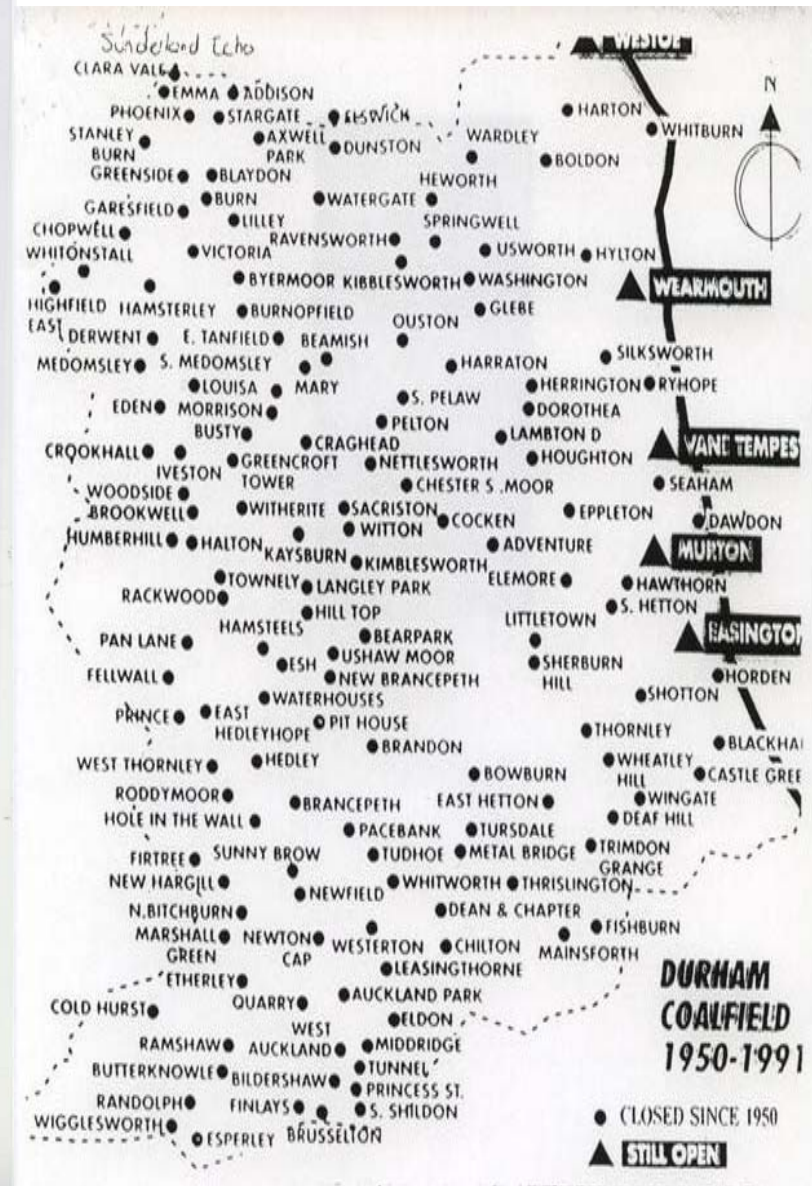 Sunderland Echo
WESTOE
CLARA VALE
EMMA ADDISON
HARTON
PHOENIX STARGATE ELSWICK
WHITBURN
STANLEY BURN
AXWELL PARK
DUNSTON
WARDLEY
BOLDON
GREENSIDE BLAYDON
HEWORTH
BURN WATERGATE
GARESFIELD
LILLEY
SPRINGWELL
CHOPWELL
RAVENSWORTH
WHITONSTALL
VICTORIA
USWORTH HYLTON
BYERMOOR KIBBLESWORTH WASHINGTON
WEARMOUTH
HIGHFIELD HAMSTERLEY BURNOPFIELD
GLEBE
OUSTON
EAST DERWENT E. TANFIELD BEAMISH
SILKSWORTH
MEDOMSLEY S. MEDOMSLEY
HARRATON
LOUISA MARY
HERRINGTON RYHOPE
S. PELAW
EDEN MORRISON
DOROTHEA
PELTON
BUSTY
LAMBTON D
CRAGHEAD
VANE TEMPES
CROOKHALL
IVESTON
GREENCROFT TOWER
NETTLESWORTH
HOUGHTON
CHESTER S .MOOR
SEAHAM
WOODSIDE
BROOKWELL
WITHERITE SACRISTON
COCKEN
EPPLETON
DAWDON
WITTON
HUMBERHILL HALTON
KAYSBURN
ADVENTURE
MURTON
KIMBLESWORTH
TOWNELY LANGLEY PARK
ELEMORE
HAWTHORN
RACKWOOD
HILL TOP
S. HETTON
LITTLETOWN
HAMSTEELS
BEARPARK
EASINGTO
PAN LANE
USHAW MOOR
ESH
SHERBURN HILL
FELLWALL
NEW BRANCEPETH
HORDEN
WATERHOUSES
SHOTTON
PRINCE EAST HEDLEYHOPE
PIT HOUSE
THORNLEY
BRANDON
BLACKHA
WEST THORNLEY HEDLEY
WHEATLEY HILL
BOWBURN
CASTLE GREE
RODDYMOOR
BRANCEPETH EAST HETTON
WINGATE
HOLE IN THE WALL
DEAF HILL
PACEBANK TURSDALE
FIRTREE SUNNY BROW
TUDHOE METAL BRIDGE
TRIMDON GRANGE
NEW HARGILL
NEWFIELD
WHITWORTH THRISLINGTON
N.BITCHBURN
DEAN & CHAPTER
FISHBURN
MARSHALL GREEN
NEWTON CAP
WESTERTON
CHILTON
MAINSFORTH
LEASINGTHORNE
ETHERLEY
DURHAM
COALFIELD
1950-1991
QUARRY
AUCKLAND PARK
COLD HURST
ELDON
RAMSHAW
WEST AUCKLAND
MIDDRIDGE
BUTTERKNOWLE
BILDERSHAW
TUNNEL
PRINCESS ST.
RANDOLPH FINLAYS
S. SHILDON
CLOSED SINCE 1950
WIGGLESWORTH
ESPERLEY
BRUSSELTON
STILL OPEN
N